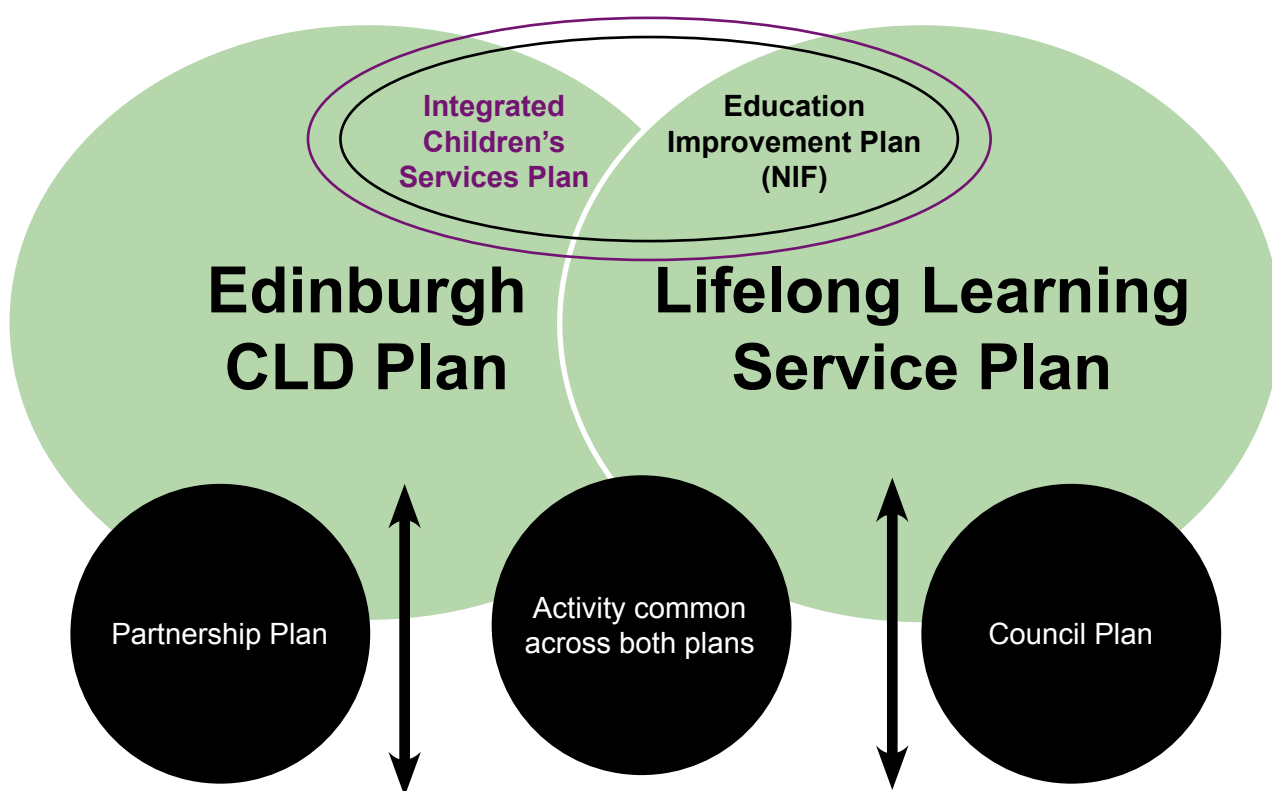 Integrated
Children’s
Services Plan
Education
Improvement Plan
(NIF)
Edinburgh
CLD Plan
Lifelong Learning
Service Plan
Partnership Plan
Activity common
across both plans
Council Plan